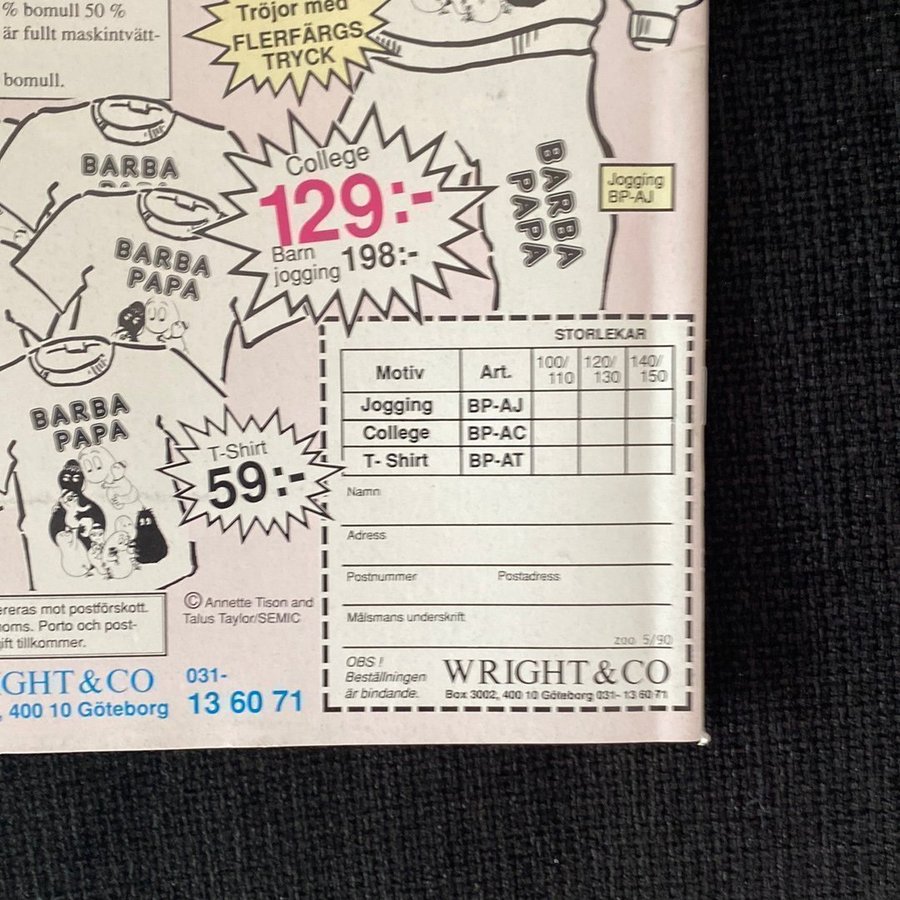 % bomull 50 %
är fullt maskintvätt-
bomull.
Tröjor med
FLERFÄRGS
TRYCK
BARBA
PAPA
BARBA
PAPA
BARBA
PAPA
BARBA
PAPA
College
129:-
Barn
jogging 198:-
Jogging
BP-AJ
T-Shirt
59:-
STORLEKAR
Motiv Art. 100/110 120/130 140/150
Jogging BP-AJ
College BP-AC
T- Shirt BP-AT
Namn
Adress
Postnummer Postadress
Målsmans underskrift
zoo 5/90
OBS !
Beställningen
är bindande.
WRIGHT & CO
Box 3002, 400 10 Göteborg 031- 13 60 71
ereras mot postförskott.
oms. Porto och post-
ift tillkommer.
© Annette Tison and
Talus Taylor/SEMIC
GHT & CO
, 400 10 Göteborg
031-
13 60 71